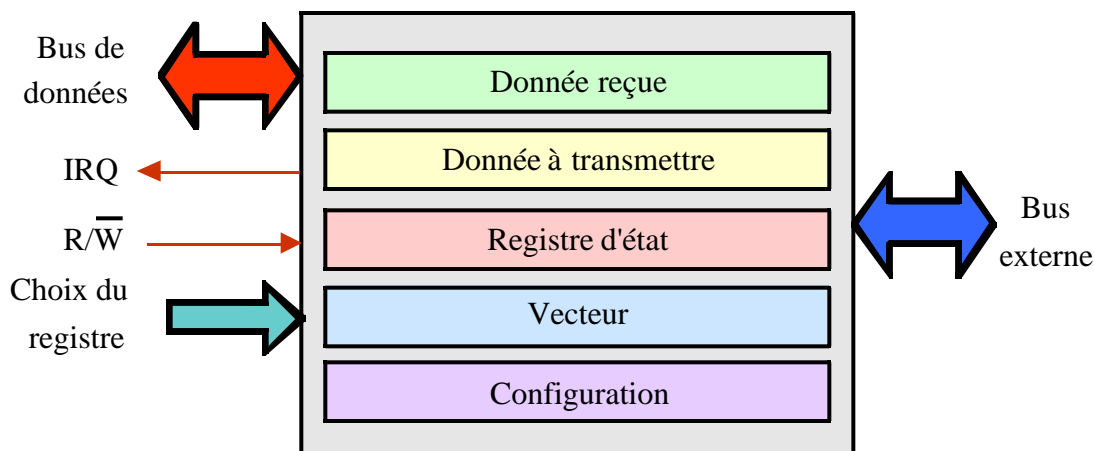 Bus de
données
IRQ
R/W̅
Choix du
registre
Donnée reçue
Donnée à transmettre
Registre d'état
Vecteur
Configuration
Bus
externe